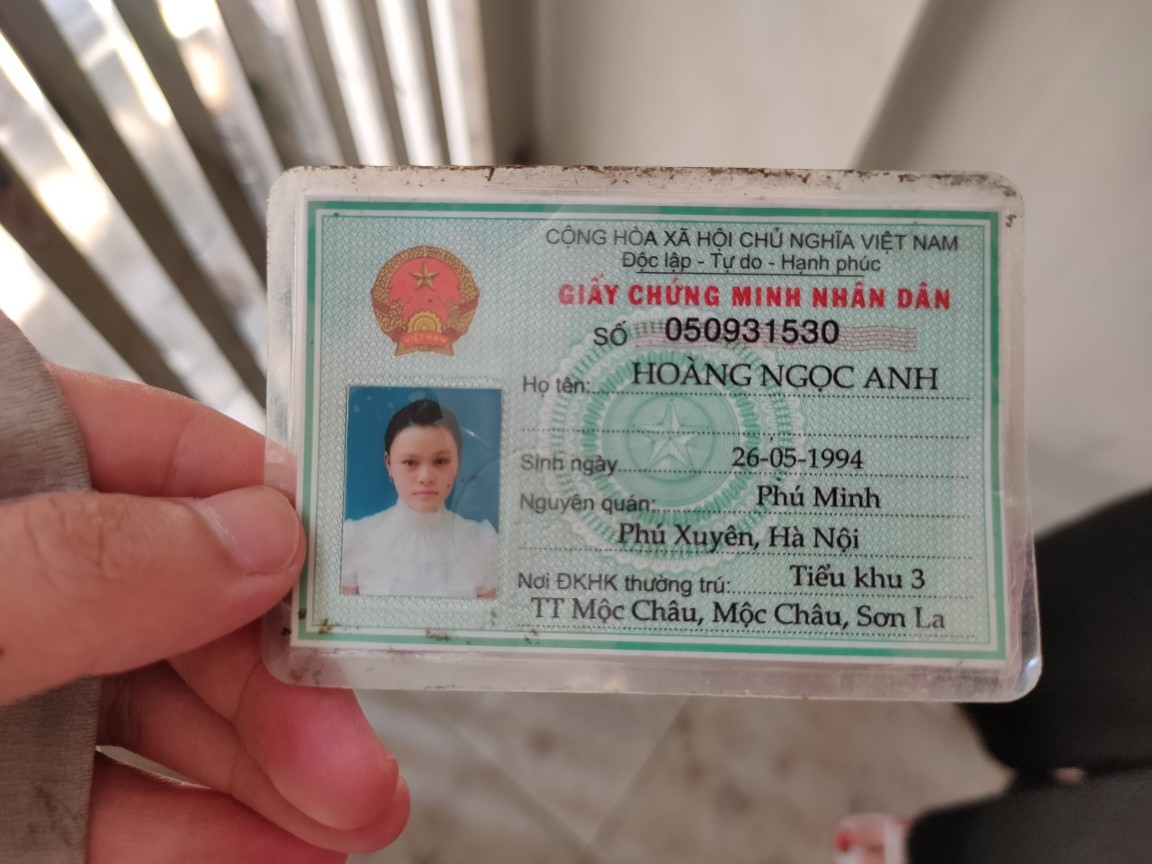 CỘNG HÒA XÃ HỘI CHỦ NGHĨA VIỆT NAM
Độc lập - Tự do - Hạnh phúc
GIẤY CHỨNG MINH NHÂN DÂN
SỐ 050931530
Họ tên: HOÀNG NGỌC ANH
Sinh ngày 26-05-1994
Nguyên quán: Phú Minh
Phú Xuyên, Hà Nội
Nơi ĐKHK thường trú: Tiểu khu 3
TT Mộc Châu, Mộc Châu, Sơn La
VIỆT NAM